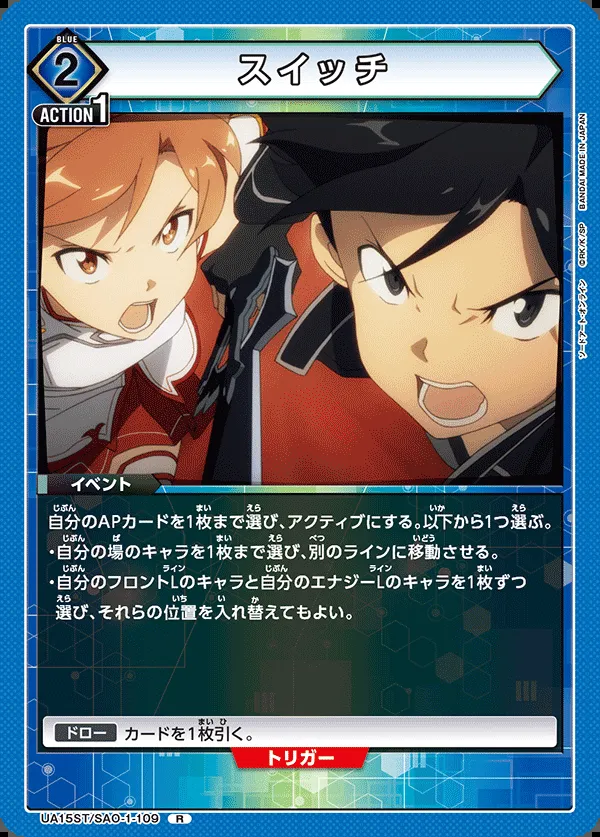 BLUE
2
スイッチ
ACTION 1
BANDAI MADE IN JAPAN
©RK/K/SP
ソードアート・オンライン
イベント
自分のAPカードを1枚まで選び、アクティブにする。以下から1つ選ぶ。
・自分の場のキャラを1枚まで選び、別のラインに移動させる。
・自分のフロントLのキャラと自分のエナジーLのキャラを1枚ずつ
選び、それらの位置を入れ替えてもよい。
ドロー カードを1枚引く。
トリガー
UA15ST/SAO-1-109 R